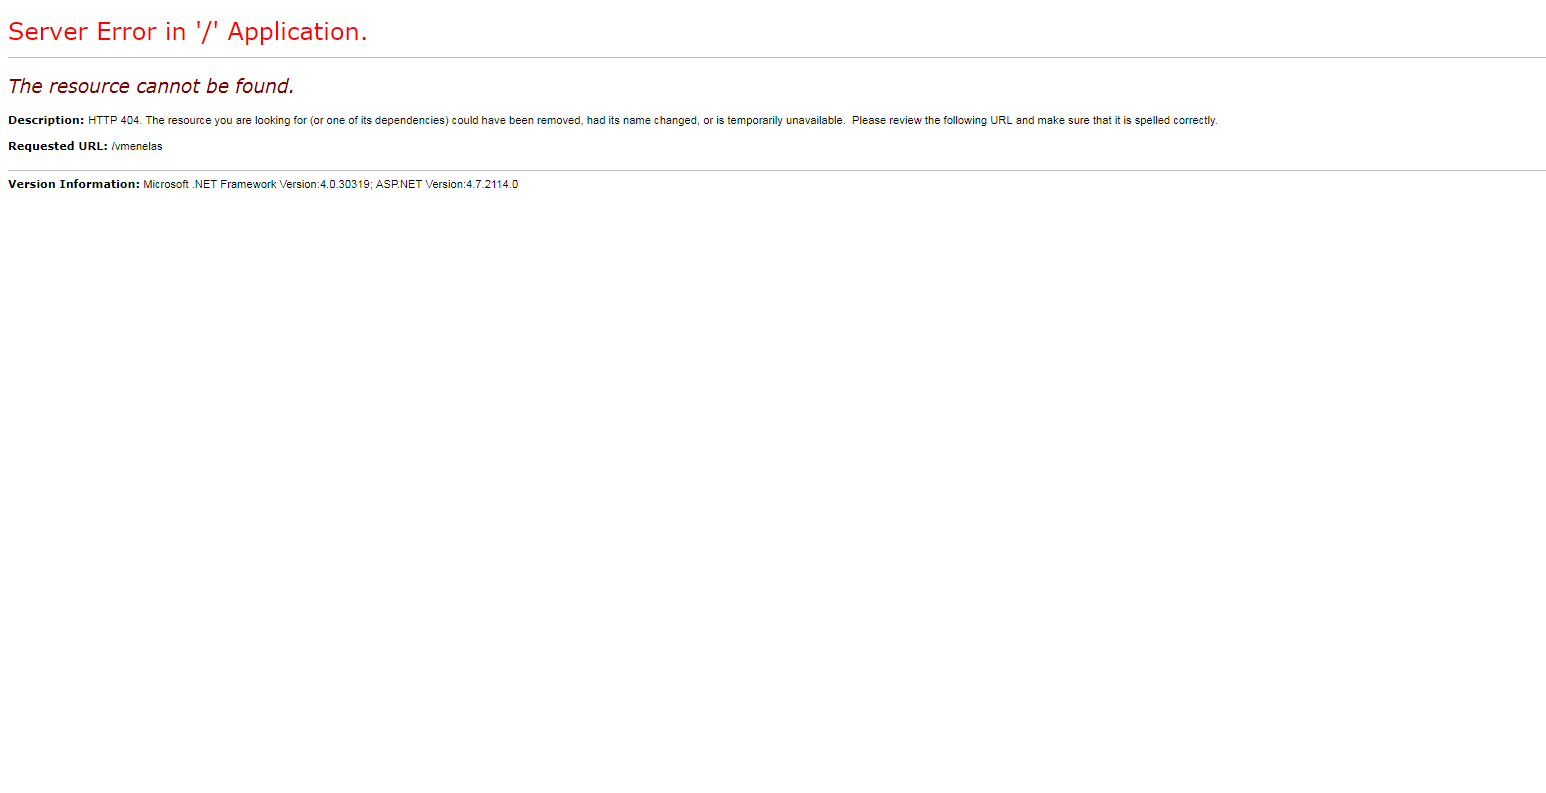 Server Error in '/' Application.
The resource cannot be found.
Description: HTTP 404. The resource you are looking for (or one of its dependencies) could have been removed, had its name changed, or is temporarily unavailable.  Please review the following URL and make sure that it is spelled correctly.
Requested URL: /vmenelas
Version Information: Microsoft .NET Framework Version:4.0.30319; ASP.NET Version:4.7.2114.0